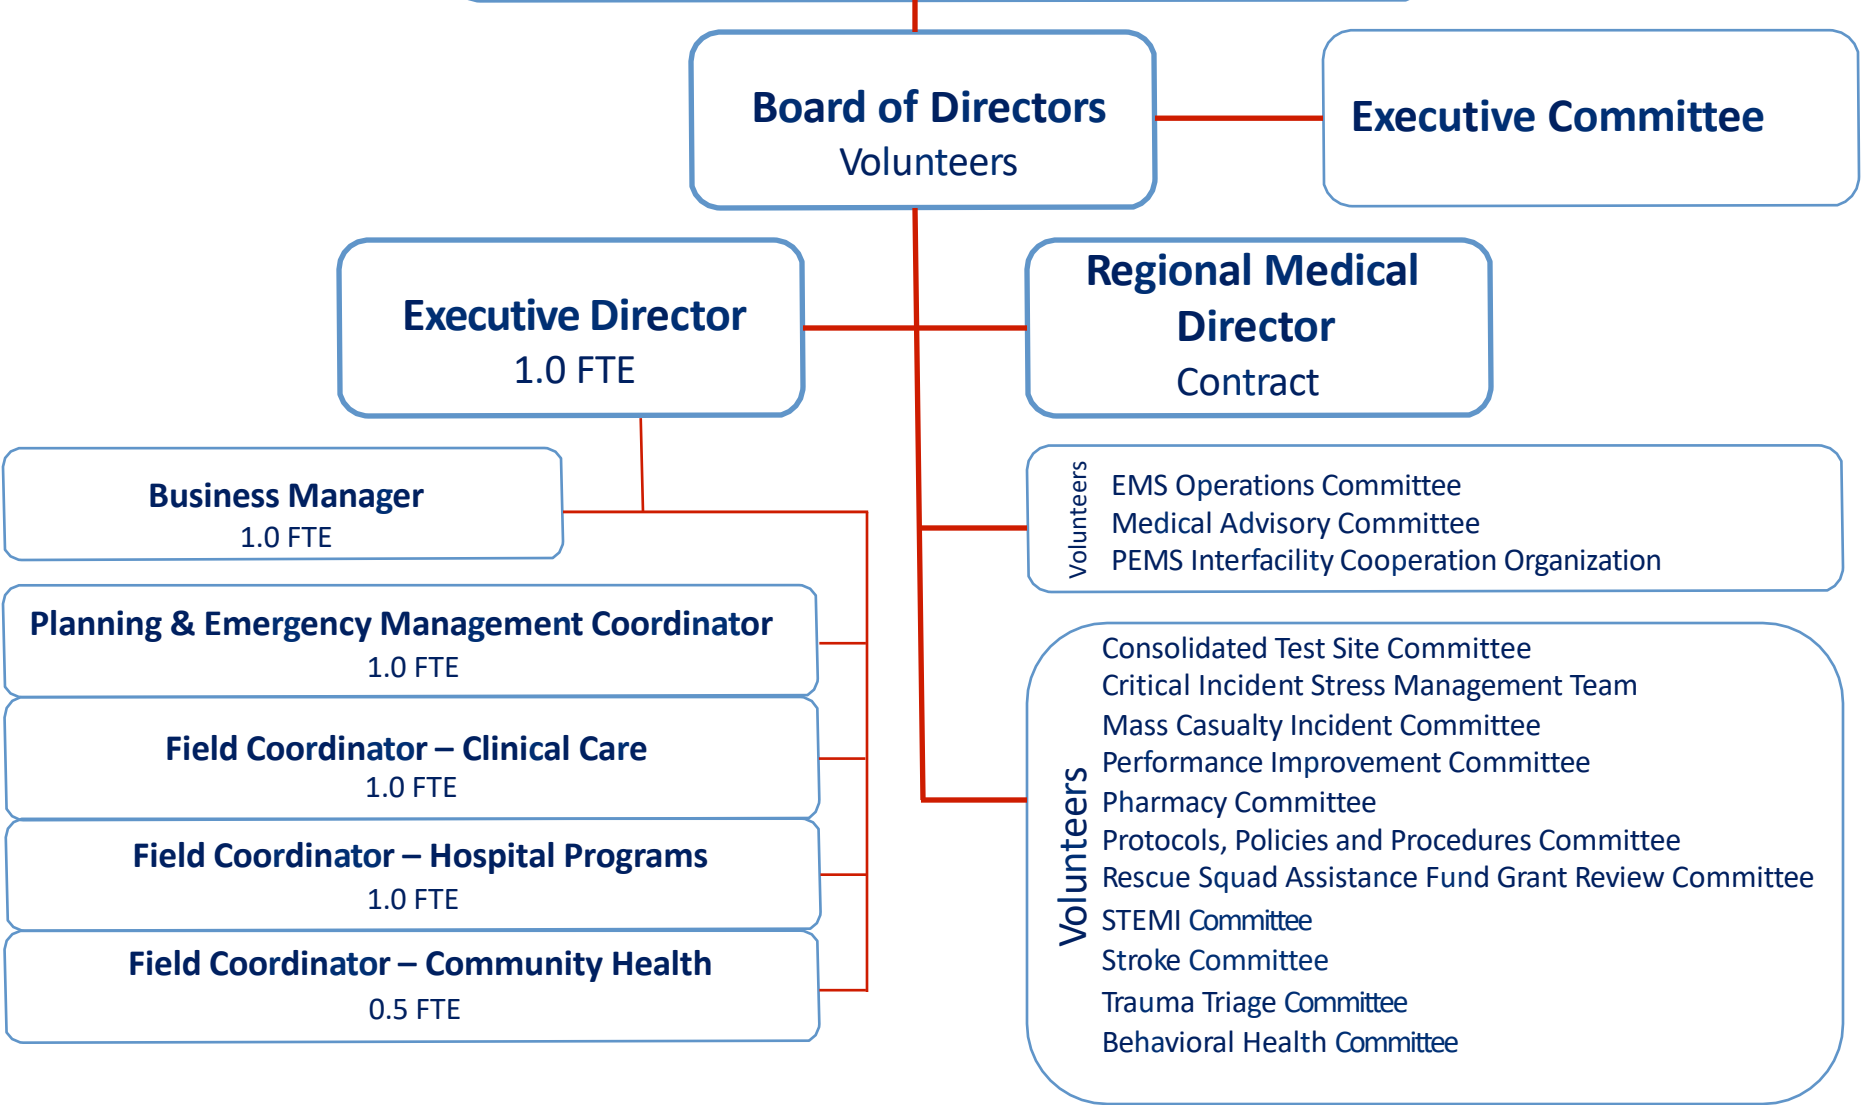 Board of Directors
Volunteers
Executive Committee
Executive Director
1.0 FTE
Regional Medical
Director
Contract
Business Manager
1.0 FTE
Planning & Emergency Management Coordinator
1.0 FTE
Field Coordinator – Clinical Care
1.0 FTE
Field Coordinator – Hospital Programs
1.0 FTE
Field Coordinator – Community Health
0.5 FTE
Volunteers
EMS Operations Committee
Medical Advisory Committee
PEMS Interfacility Cooperation Organization
Volunteers
Consolidated Test Site Committee
Critical Incident Stress Management Team
Mass Casualty Incident Committee
Performance Improvement Committee
Pharmacy Committee
Protocols, Policies and Procedures Committee
Rescue Squad Assistance Fund Grant Review Committee
STEMI Committee
Stroke Committee
Trauma Triage Committee
Behavioral Health Committee